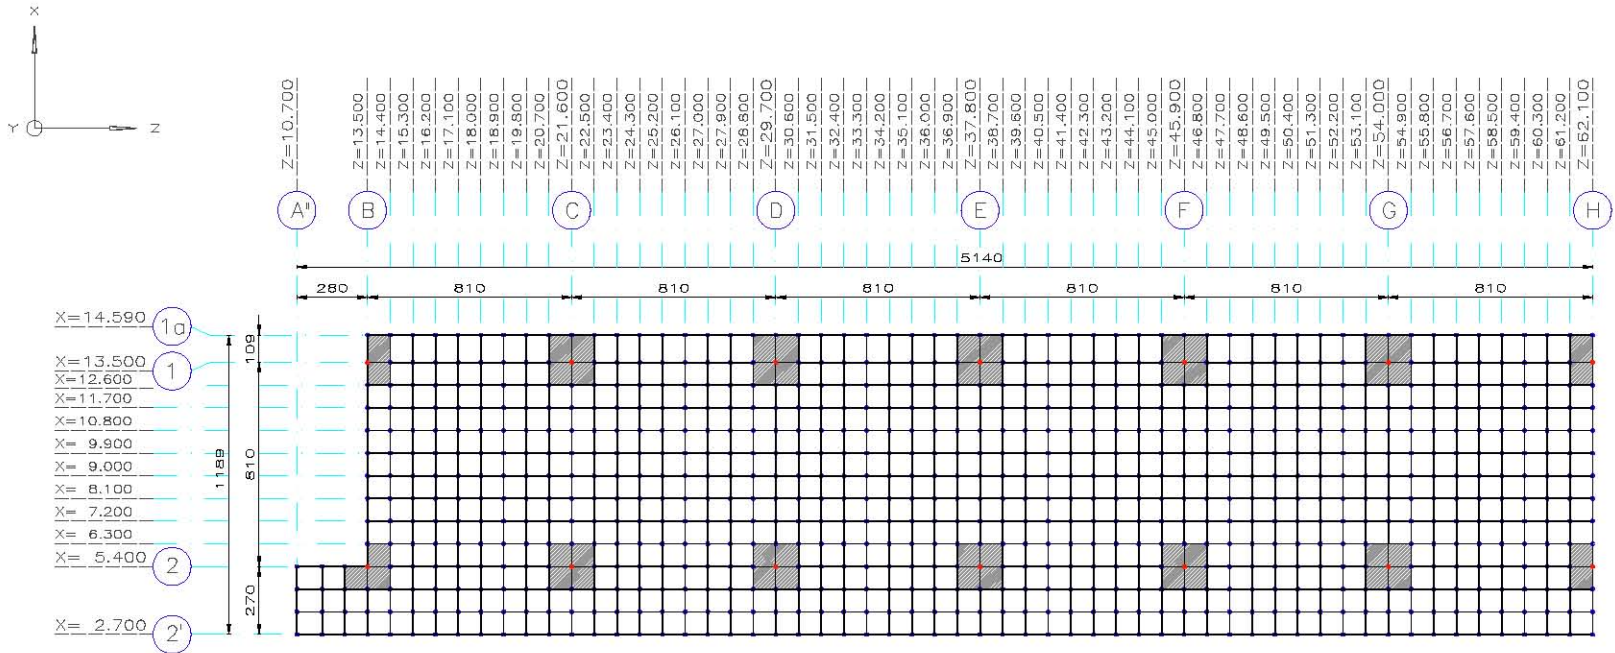 X
Y
Z
Z=10.700
Z=13.500
Z=14.400
Z=15.300
Z=16.200
Z=17.100
Z=18.000
Z=18.900
Z=19.800
Z=20.700
Z=21.600
Z=22.500
Z=23.400
Z=24.300
Z=25.200
Z=26.100
Z=27.000
Z=27.900
Z=28.800
Z=29.700
Z=30.600
Z=31.500
Z=32.400
Z=33.300
Z=34.200
Z=35.100
Z=36.000
Z=36.900
Z=37.800
Z=38.700
Z=39.600
Z=40.500
Z=41.400
Z=42.300
Z=43.200
Z=44.100
Z=45.000
Z=45.900
Z=46.800
Z=47.700
Z=48.600
Z=49.500
Z=50.400
Z=51.300
Z=52.200
Z=53.100
Z=54.000
Z=54.900
Z=55.800
Z=56.700
Z=57.600
Z=58.500
Z=59.400
Z=60.300
Z=61.200
Z=62.100
A" B C D E F G H
5140
280 810 810 810 810 810 810
X=14.590 1a
X=13.500 1
X=12.600
X=11.700
X=10.800
X= 9.900
X= 9.000
X= 8.100
X= 7.200
X= 6.300
X= 5.400 2
X= 2.700 2'
1189
109
810
270